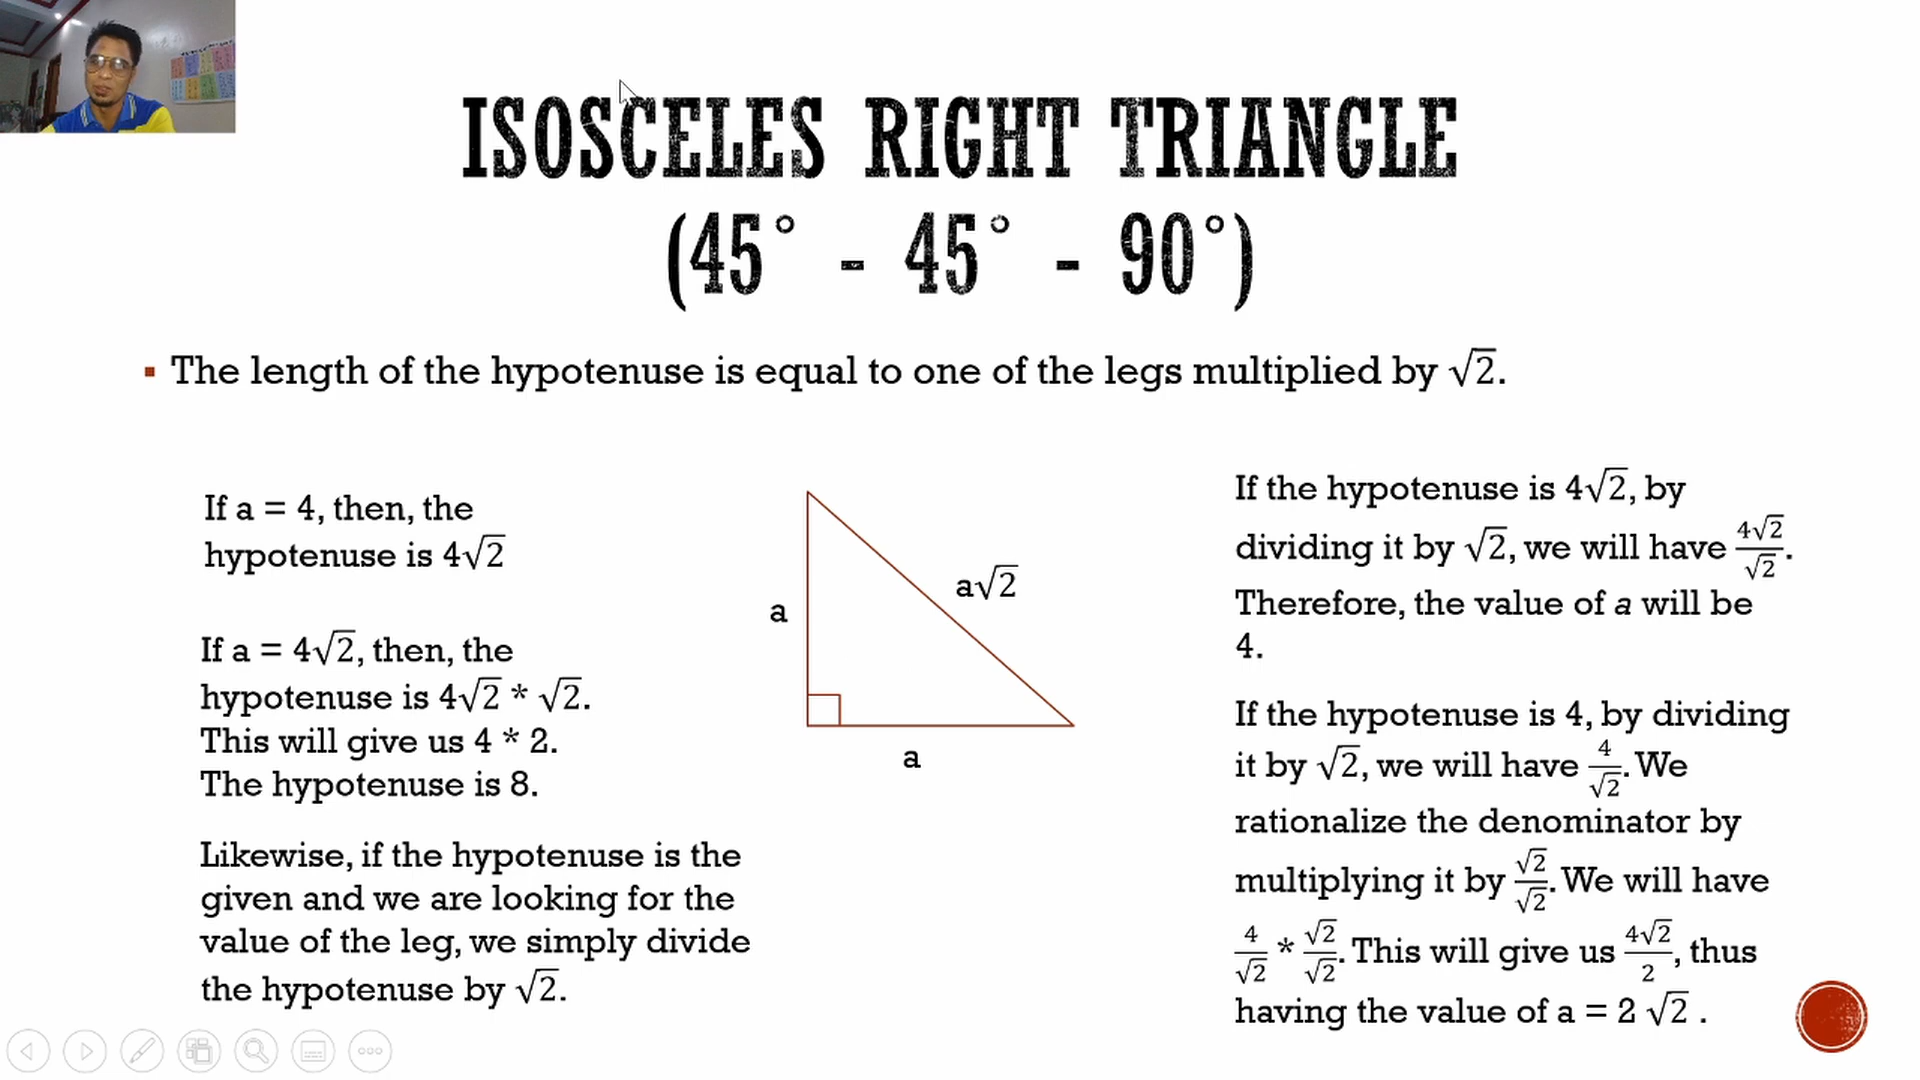 ISOSCELES RIGHT TRIANGLE
(45° - 45° - 90°)
▪ The length of the hypotenuse is equal to one of the legs multiplied by √2.
If a = 4, then, the
hypotenuse is 4√2
If a = 4√2, then, the
hypotenuse is 4√2 * √2.
This will give us 4 * 2.
The hypotenuse is 8.
Likewise, if the hypotenuse is the
given and we are looking for the
value of the leg, we simply divide
the hypotenuse by √2.
a
a√2
a
If the hypotenuse is 4√2, by
dividing it by √2, we will have 4√2/√2.
Therefore, the value of a will be
4.
If the hypotenuse is 4, by dividing
it by √2, we will have 4/√2. We
rationalize the denominator by
multiplying it by √2/√2. We will have
4/√2 * √2/√2. This will give us 4√2/2, thus
having the value of a = 2 √2 .